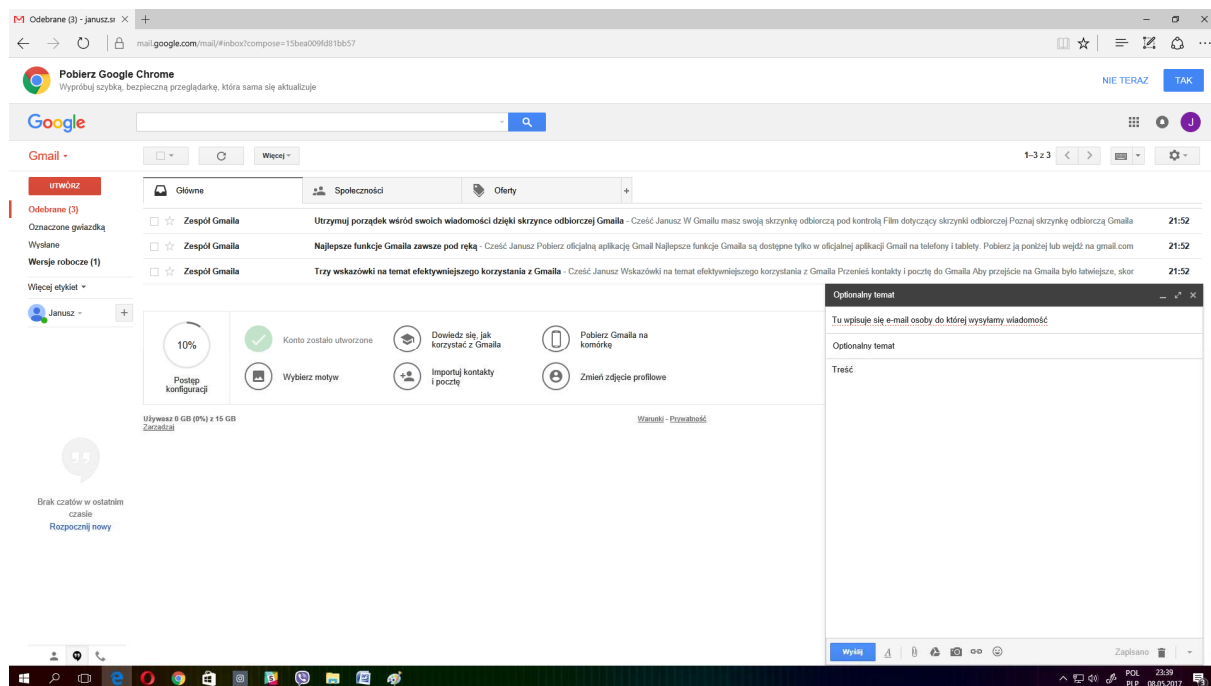 Odebrane (3) - janusz.sr
mail.google.com/mail/#inbox?compose=15bea009fd81bb57
Pobierz Google Chrome
Wypróbuj szybką, bezpieczną przeglądarkę, która sama się aktualizuje
NIE TERAZ
TAK
Google
J
Gmail
Więcej
1–3 z 3
UTWÓRZ
Główne
Społeczności
Oferty
Odebrane (3)
Oznaczone gwiazdką
Wysłane
Wersje robocze (1)
Więcej etykiet
Janusz
Zespół Gmaila Utrzymuj porządek wśród swoich wiadomości dzięki skrzynce odbiorczej Gmaila - Cześć Janusz W Gmailu masz swoją skrzynkę odbiorczą pod kontrolą Film dotyczący skrzynki odbiorczej Poznaj skrzynkę odbiorczą Gmaila 21:52
Zespół Gmaila Najlepsze funkcje Gmaila zawsze pod ręką - Cześć Janusz Pobierz oficjalną aplikację Gmail Najlepsze funkcje Gmaila są dostępne tylko w oficjalnej aplikacji Gmail na telefony i tablety. Pobierz ją poniżej lub wejdź na gmail.com 21:52
Zespół Gmaila Trzy wskazówki na temat efektywniejszego korzystania z Gmaila - Cześć Janusz Wskazówki na temat efektywniejszego korzystania z Gmaila Przenieś kontakty i pocztę do Gmaila Aby przejście na Gmaila było łatwiejsze, skor 21:52
10%
Postęp
konfiguracji
Konto zostało utworzone
Dowiedz się, jak
korzystać z Gmaila
Pobierz Gmaila na
komórkę
Wybierz motyw
Importuj kontakty
i pocztę
Zmień zdjęcie profilowe
Używasz 0 GB (0%) z 15 GB
Zarządzaj
Warunki - Prywatność
Brak czatów w ostatnim
czasie
Rozpocznij nowy
Optionalny temat
Tu wpisuje się e-mail osoby do której wysyłamy wiadomość
Optionalny temat
Treść
Wyślij
A
Zapisano
POL
PLP
23:39
08.05.2017